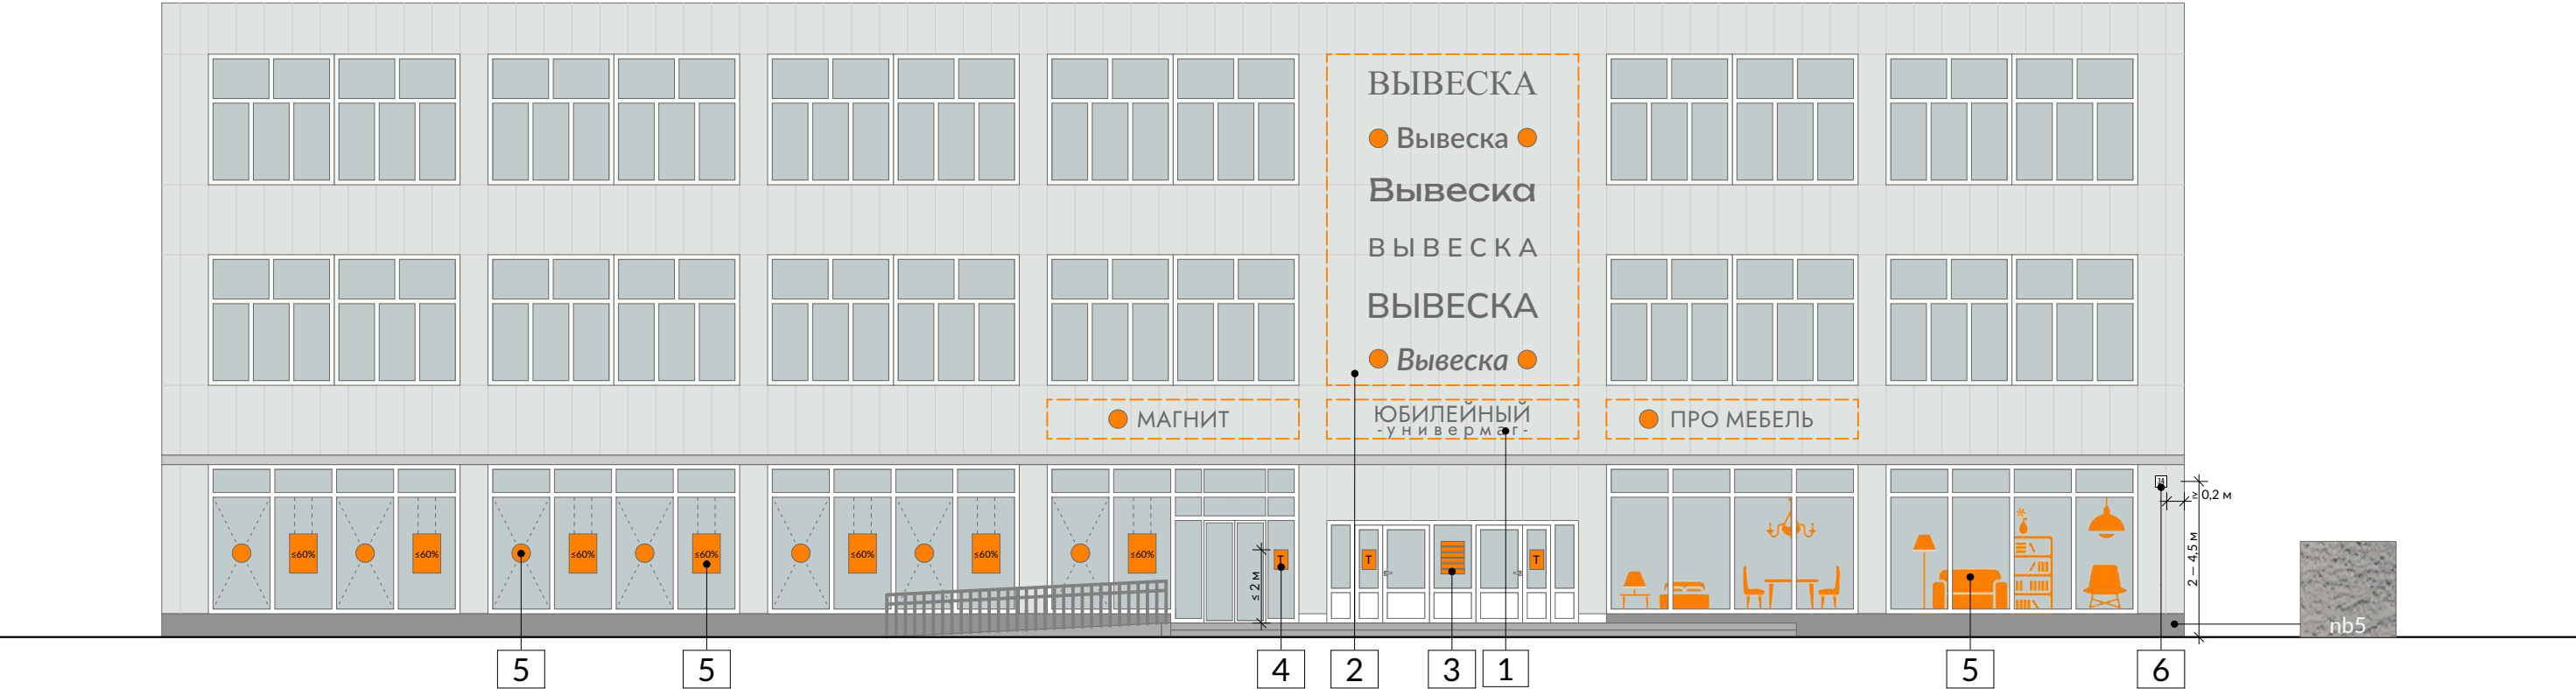 ВЫВЕСКА
Вывеска
Вывеска
ВЫВЕСКА
ВЫВЕСКА
Вывеска
МАГНИТ
ЮБИЛЕЙНЫЙ
-универмаг-
ПРО МЕБЕЛЬ
≥ 0,2 м
≤60% ≤60% ≤60% ≤60% ≤60% ≤60% ≤60%
Т Т Т
≤ 2 м
2 – 4,5 м
nb5
5 5 4 2 3 1 5 6